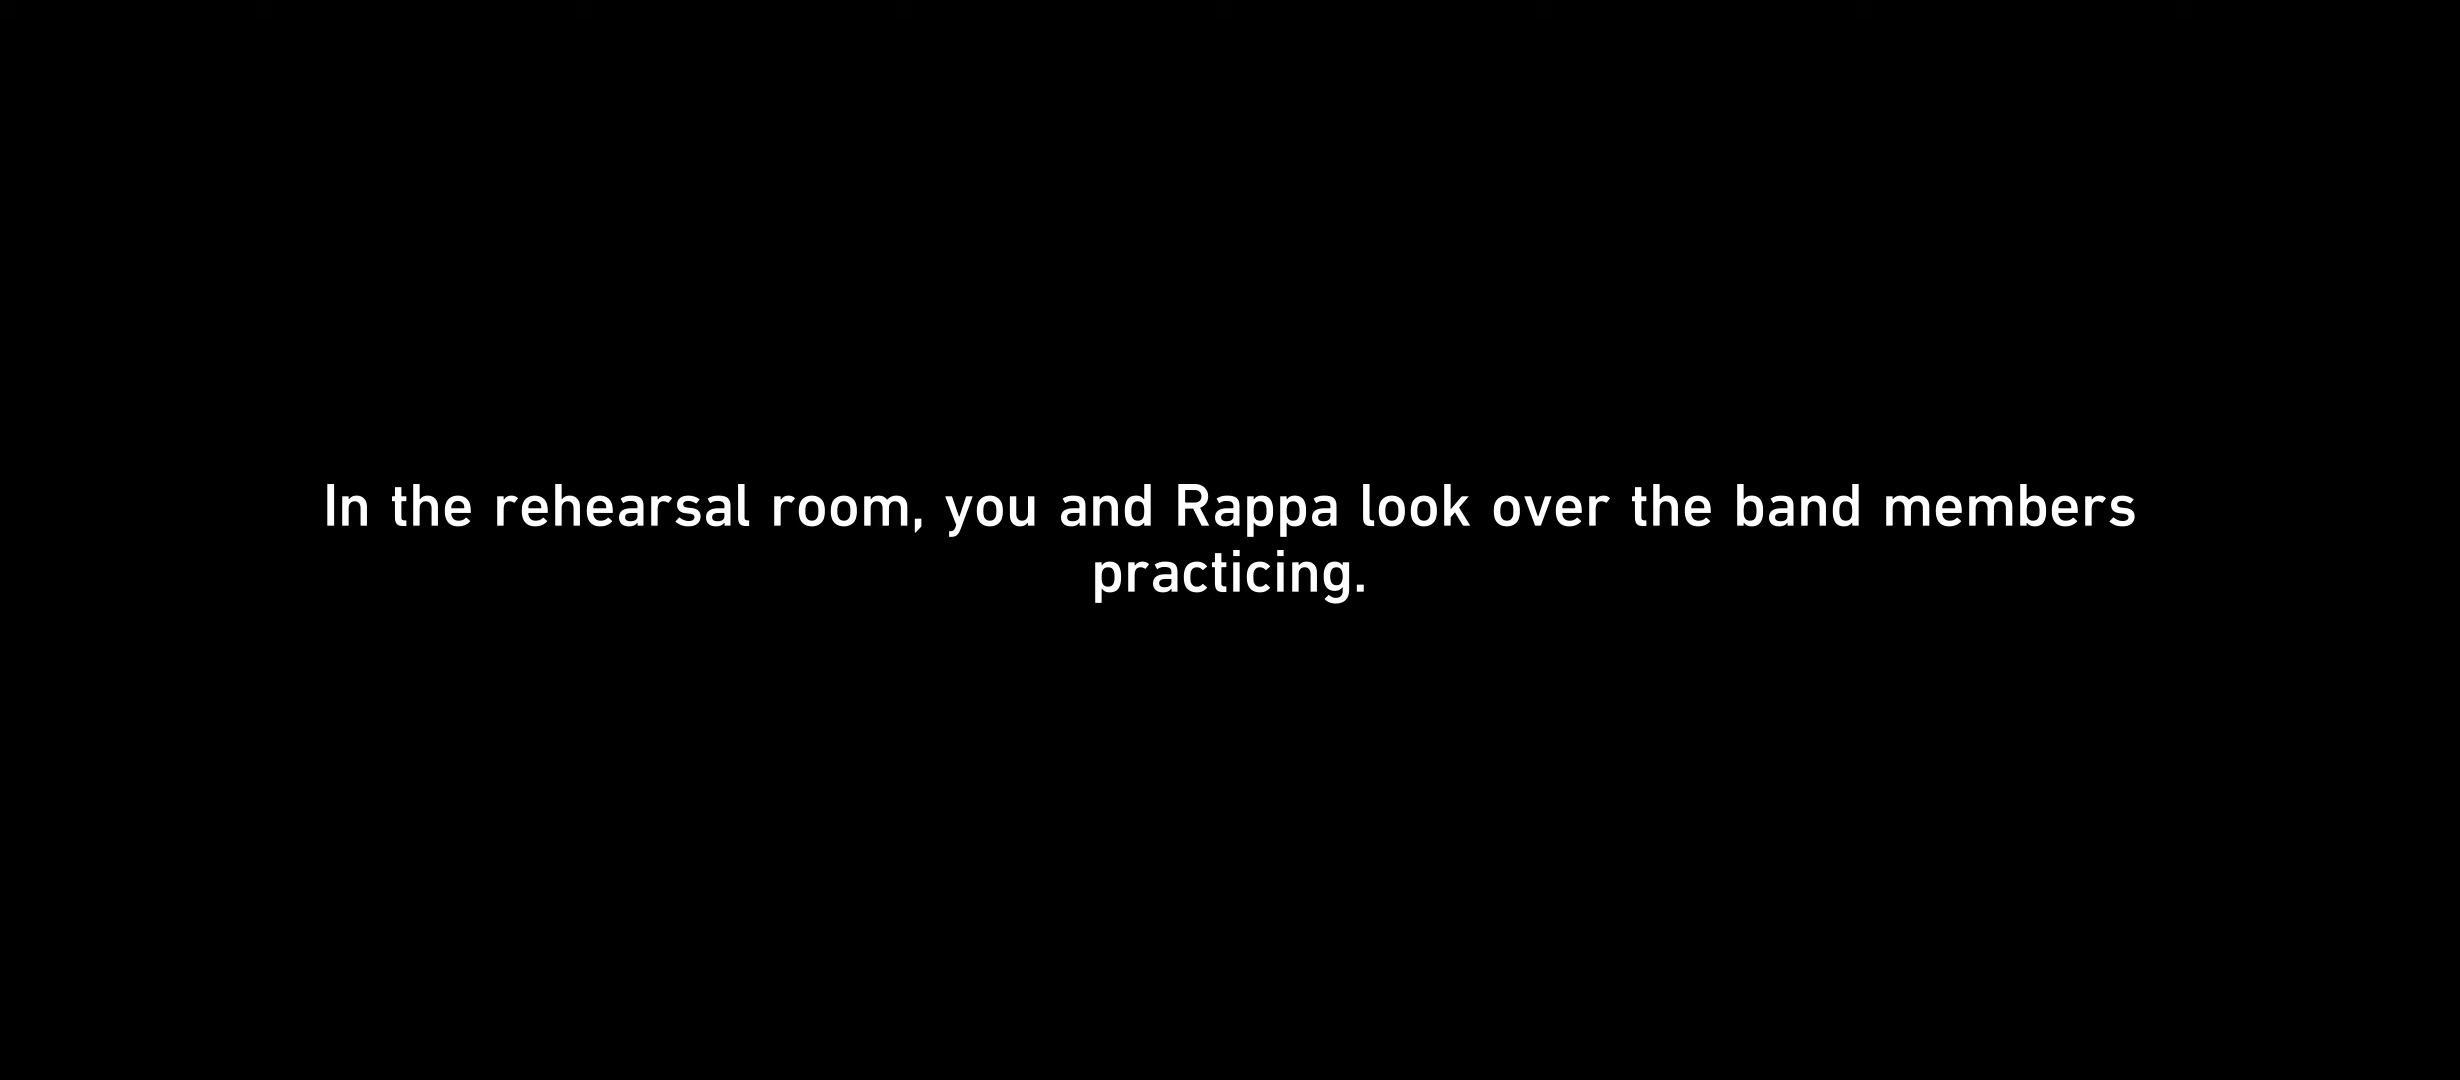 In the rehearsal room, you and Rappa look over the band members
practicing.